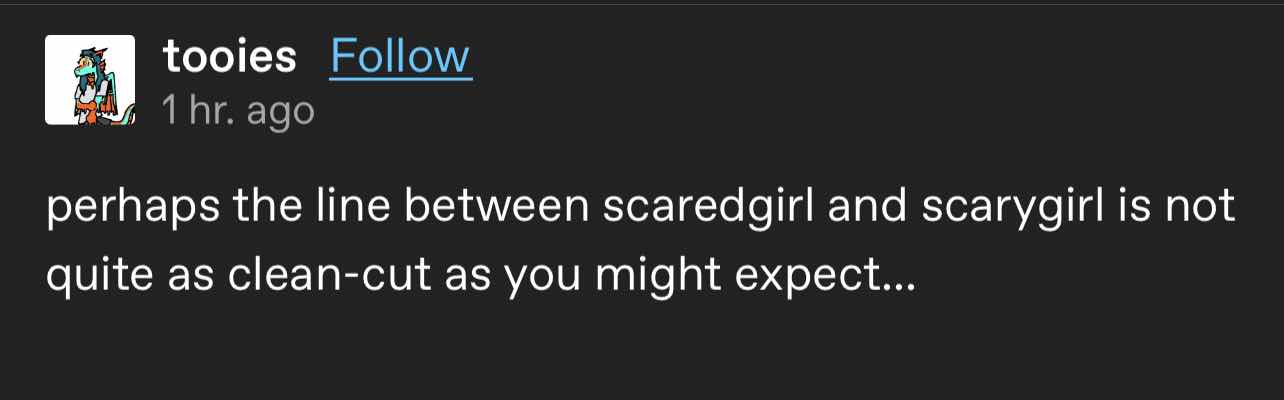 tooies Follow
1 hr. ago
perhaps the line between scaredgirl and scarygirl is not
quite as clean-cut as you might expect...